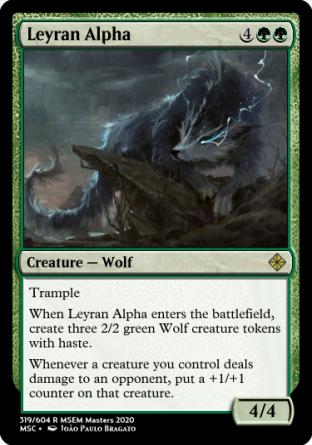 Leyran Alpha 4
Creature — Wolf
Trample
When Leyran Alpha enters the battlefield,
create three 2/2 green Wolf creature tokens
with haste.
Whenever a creature you control deals
damage to an opponent, put a +1/+1
counter on that creature.
4/4
319/604 R MSEM Masters 2020
MSC • João Paulo Bragato